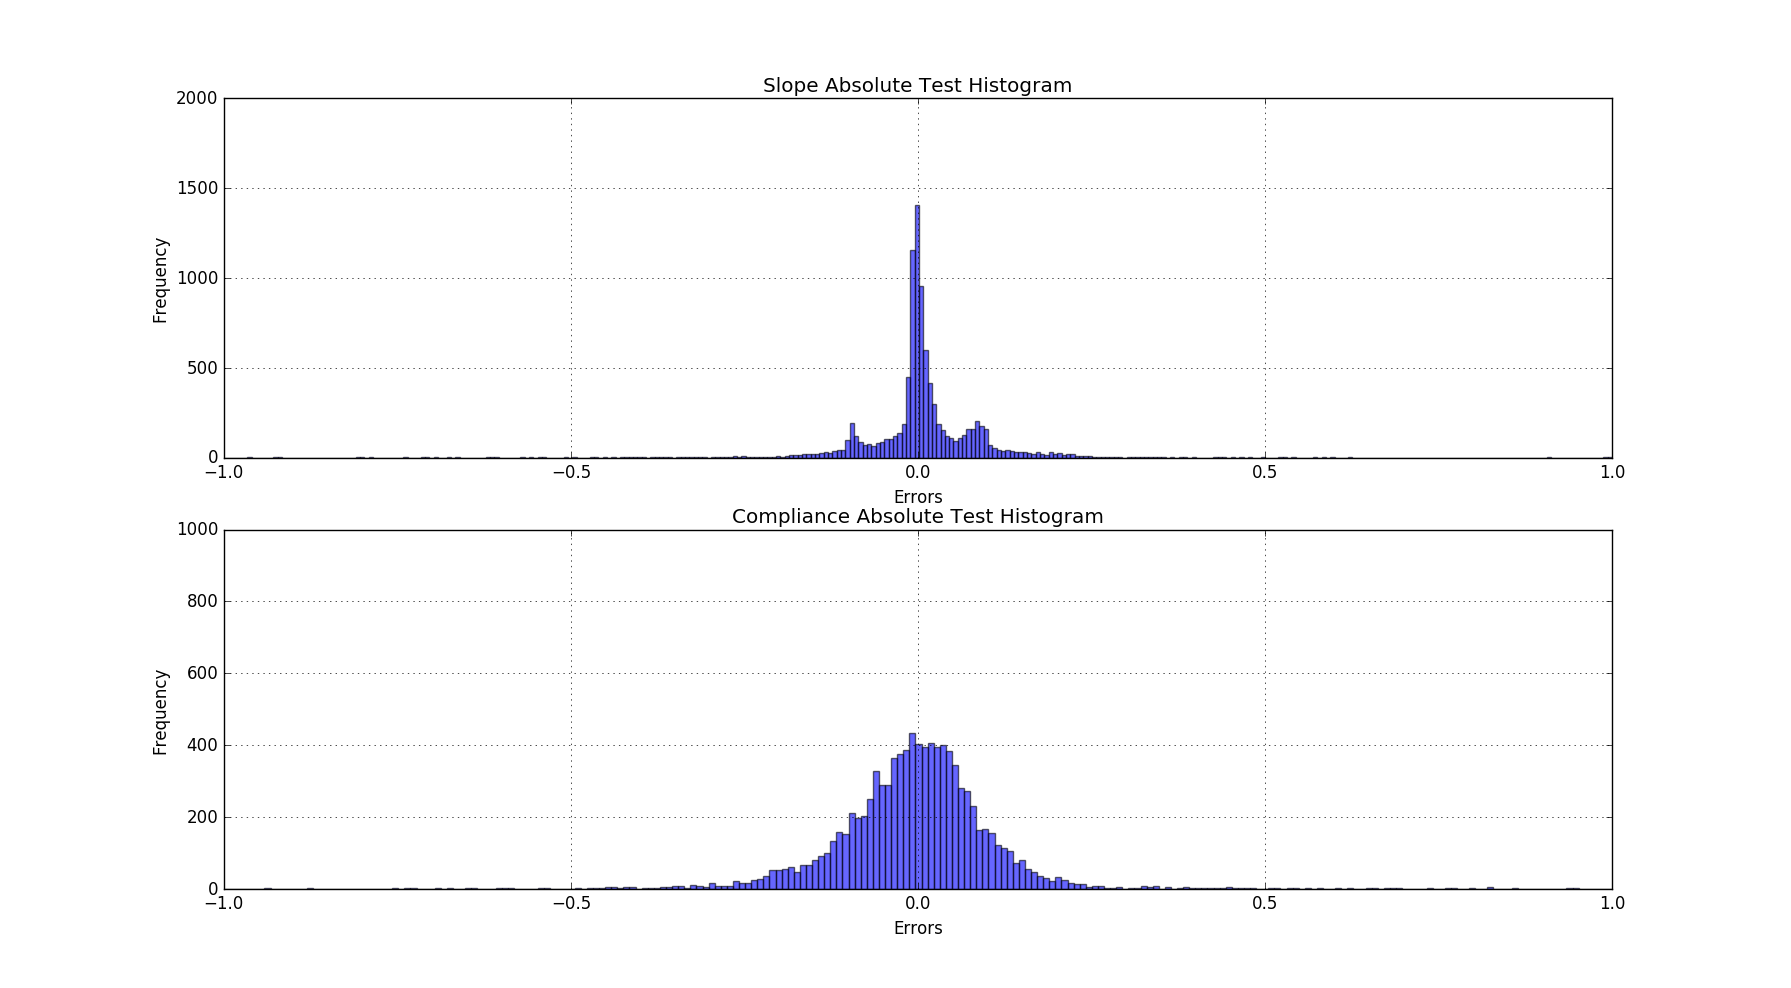 Slope Absolute Test Histogram
2000
1500
1000
500
0
Frequency
−1.0 −0.5 0.0 0.5 1.0
Errors
Compliance Absolute Test Histogram
1000
800
600
400
200
0
Frequency
−1.0 −0.5 0.0 0.5 1.0
Errors